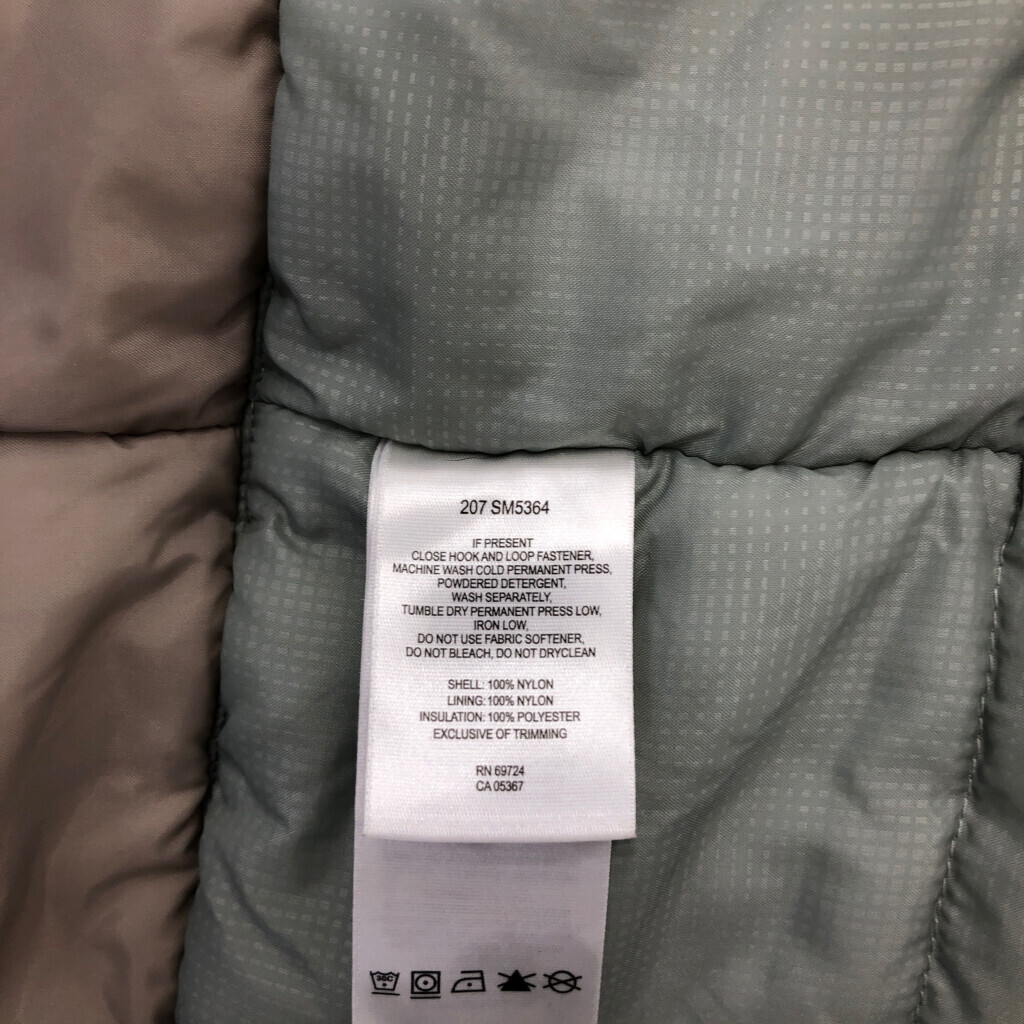 207 SM5364
IF PRESENT
CLOSE HOOK AND LOOP FASTENER,
MACHINE WASH COLD PERMANENT PRESS,
POWDERED DETERGENT,
WASH SEPARATELY,
TUMBLE DRY PERMANENT PRESS LOW,
IRON LOW,
DO NOT USE FABRIC SOFTENER,
DO NOT BLEACH, DO NOT DRYCLEAN
SHELL: 100% NYLON
LINING: 100% NYLON
INSULATION: 100% POLYESTER
EXCLUSIVE OF TRIMMING
RN 69724
CA 05367
30C